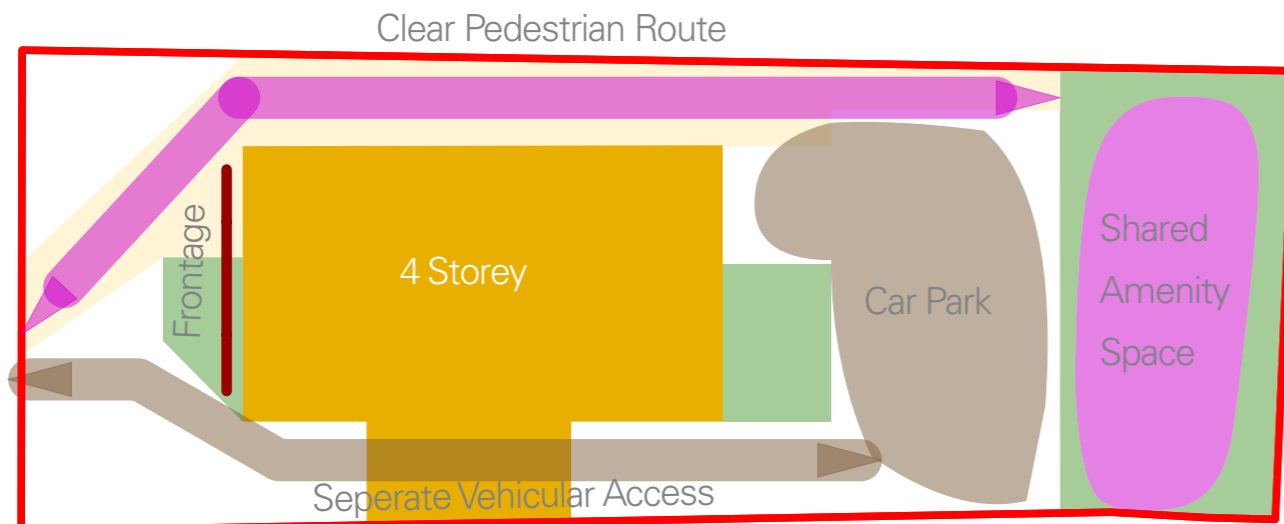 Clear Pedestrian Route
Frontage
4 Storey
Car Park
Shared
Amenity
Space
Seperate Vehicular Access